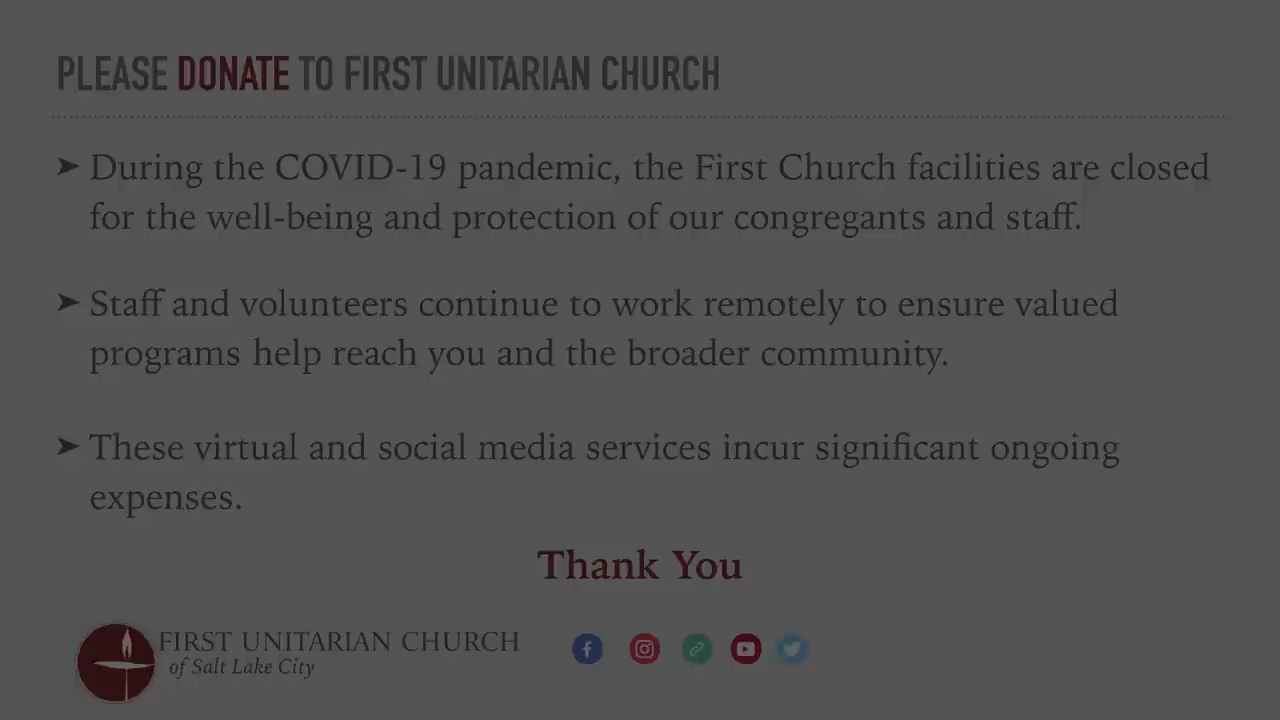 PLEASE DONATE TO FIRST UNITARIAN CHURCH
➤ During the COVID-19 pandemic, the First Church facilities are closed
for the well-being and protection of our congregants and staff.
➤ Staff and volunteers continue to work remotely to ensure valued
programs help reach you and the broader community.
➤ These virtual and social media services incur significant ongoing
expenses.
Thank You
FIRST UNITARIAN CHURCH
of Salt Lake City